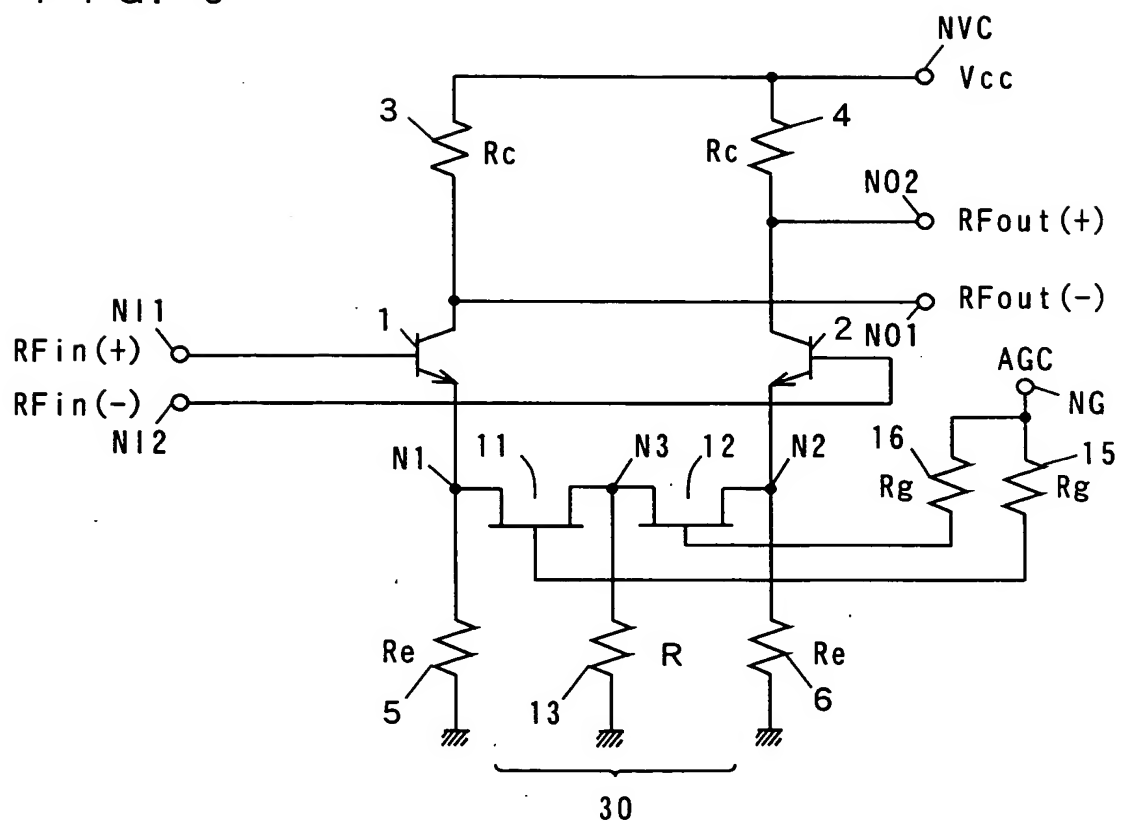 NVC
Vcc
3
Rc
4
Rc
NO2
RFout(+)
RFout(-)
NO1
NI1
RFin(+)
1
2
RFin(-)
NI2
AGC
NG
N1
11
N3
12
N2
16
Rg
15
Rg
Re
5
R
13
Re
6
30